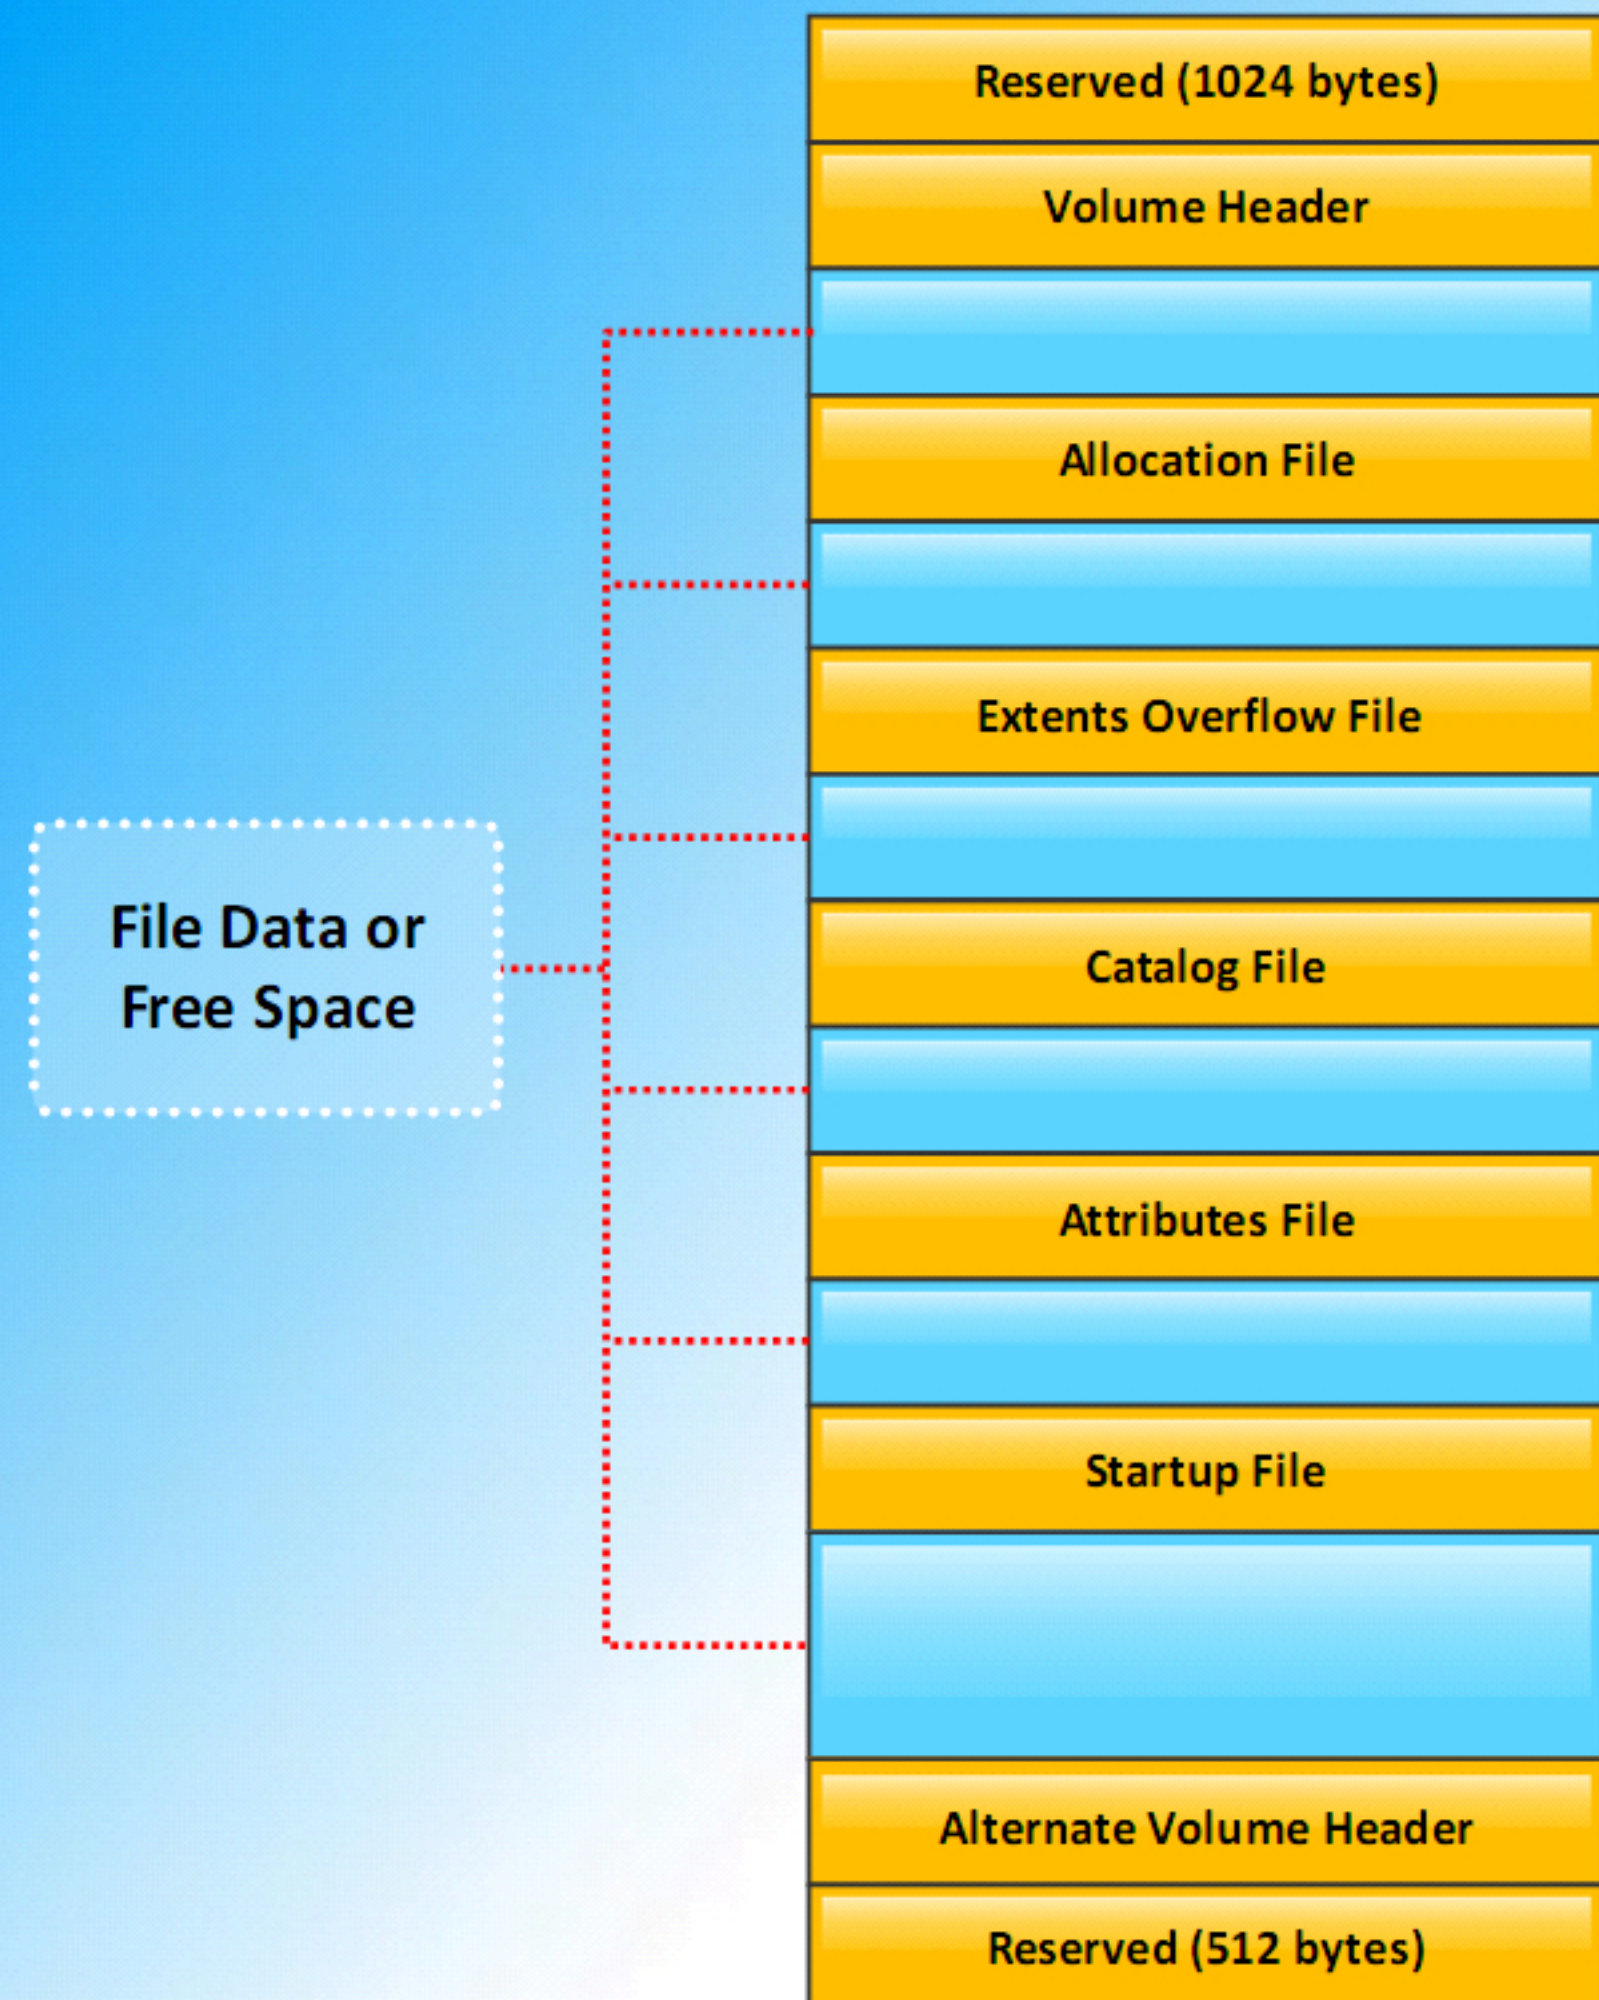 Reserved (1024 bytes)
Volume Header
Allocation File
Extents Overflow File
File Data or
Free Space
Catalog File
Attributes File
Startup File
Alternate Volume Header
Reserved (512 bytes)